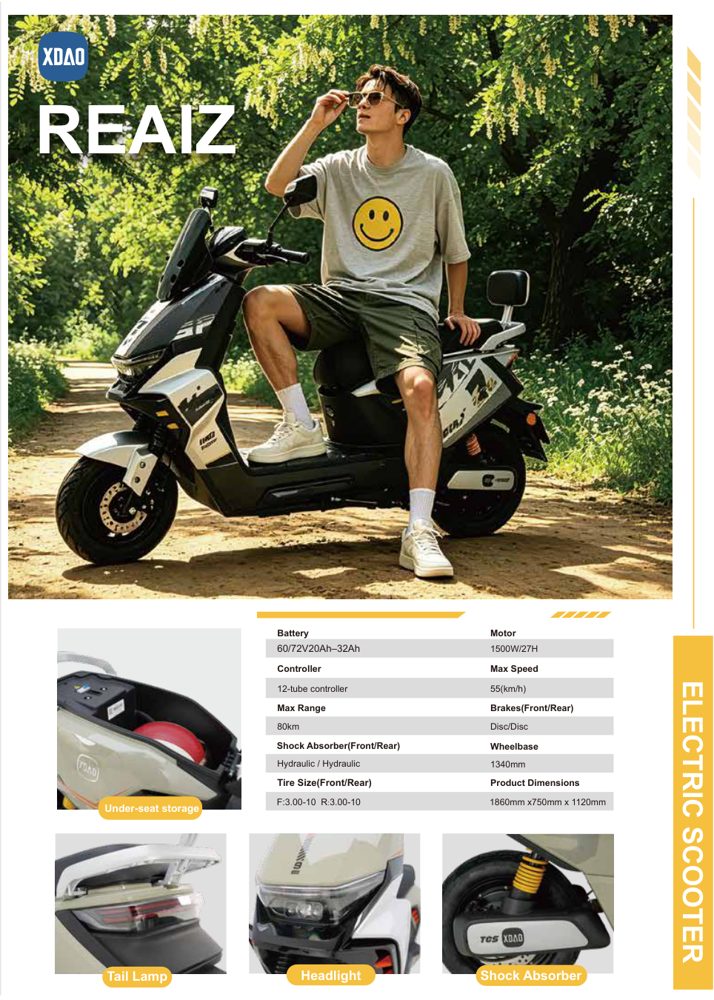 XDAO
REAIZ
Battery
60/72V20Ah–32Ah
Controller
12-tube controller
Max Range
80km
Shock Absorber(Front/Rear)
Hydraulic / Hydraulic
Tire Size(Front/Rear)
F:3.00-10 R:3.00-10
Motor
1500W/27H
Max Speed
55(km/h)
Brakes(Front/Rear)
Disc/Disc
Wheelbase
1340mm
Product Dimensions
1860mm x750mm x 1120mm
XDAO
Under-seat storage
Tail Lamp
Headlight
TCS XDAO
Shock Absorber
ELECTRIC SCOOTER